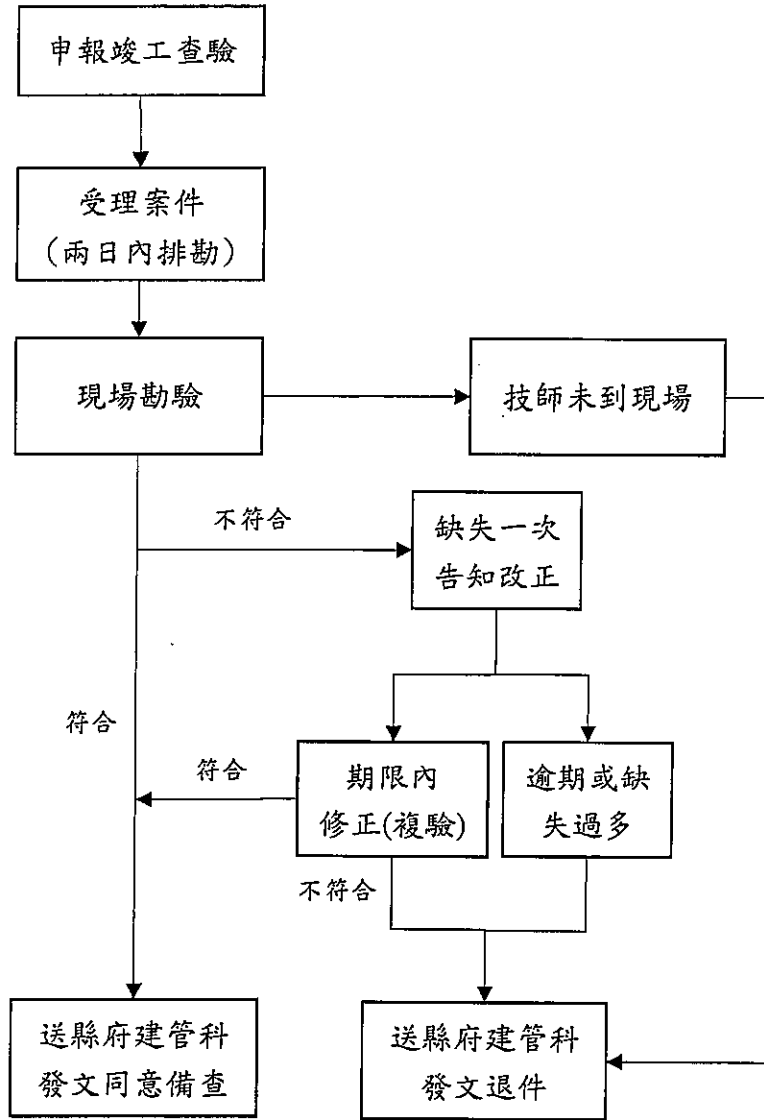 申報竣工查驗
受理案件
(兩日內排勘)
現場勘驗
技師未到現場
不符合
缺失一次
告知改正
符合
符合
期限內
修正(複驗)
逾期或缺
失過多
不符合
送縣府建管科
發文同意備查
送縣府建管科
發文退件